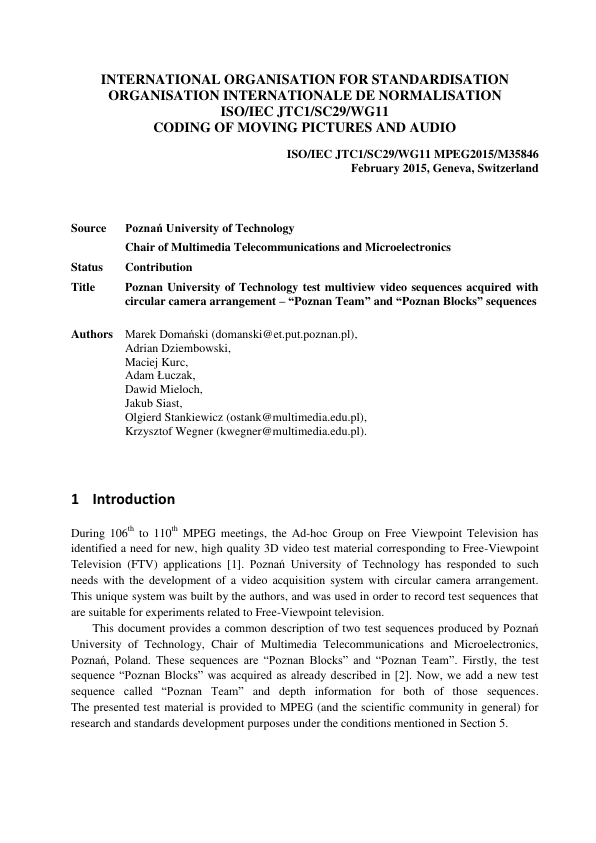 INTERNATIONAL ORGANISATION FOR STANDARDISATION
ORGANISATION INTERNATIONALE DE NORMALISATION
ISO/IEC JTC1/SC29/WG11
CODING OF MOVING PICTURES AND AUDIO
ISO/IEC JTC1/SC29/WG11 MPEG2015/M35846
February 2015, Geneva, Switzerland
Source Poznań University of Technology
Chair of Multimedia Telecommunications and Microelectronics
Status Contribution
Title Poznan University of Technology test multiview video sequences acquired with
circular camera arrangement – “Poznan Team” and “Poznan Blocks” sequences
Authors Marek Domański (domanski@et.put.poznan.pl),
Adrian Dziembowski,
Maciej Kurc,
Adam Łuczak,
Dawid Mieloch,
Jakub Siast,
Olgierd Stankiewicz (ostank@multimedia.edu.pl),
Krzysztof Wegner (kwegner@multimedia.edu.pl).
1 Introduction
During 106th to 110th MPEG meetings, the Ad-hoc Group on Free Viewpoint Television has
identified a need for new, high quality 3D video test material corresponding to Free-Viewpoint
Television (FTV) applications [1]. Poznań University of Technology has responded to such
needs with the development of a video acquisition system with circular camera arrangement.
This unique system was built by the authors, and was used in order to record test sequences that
are suitable for experiments related to Free-Viewpoint television.
This document provides a common description of two test sequences produced by Poznań
University of Technology, Chair of Multimedia Telecommunications and Microelectronics,
Poznań, Poland. These sequences are “Poznan Blocks” and “Poznan Team”. Firstly, the test
sequence “Poznan Blocks” was acquired as already described in [2]. Now, we add a new test
sequence called “Poznan Team” and depth information for both of those sequences.
The presented test material is provided to MPEG (and the scientific community in general) for
research and standards development purposes under the conditions mentioned in Section 5.